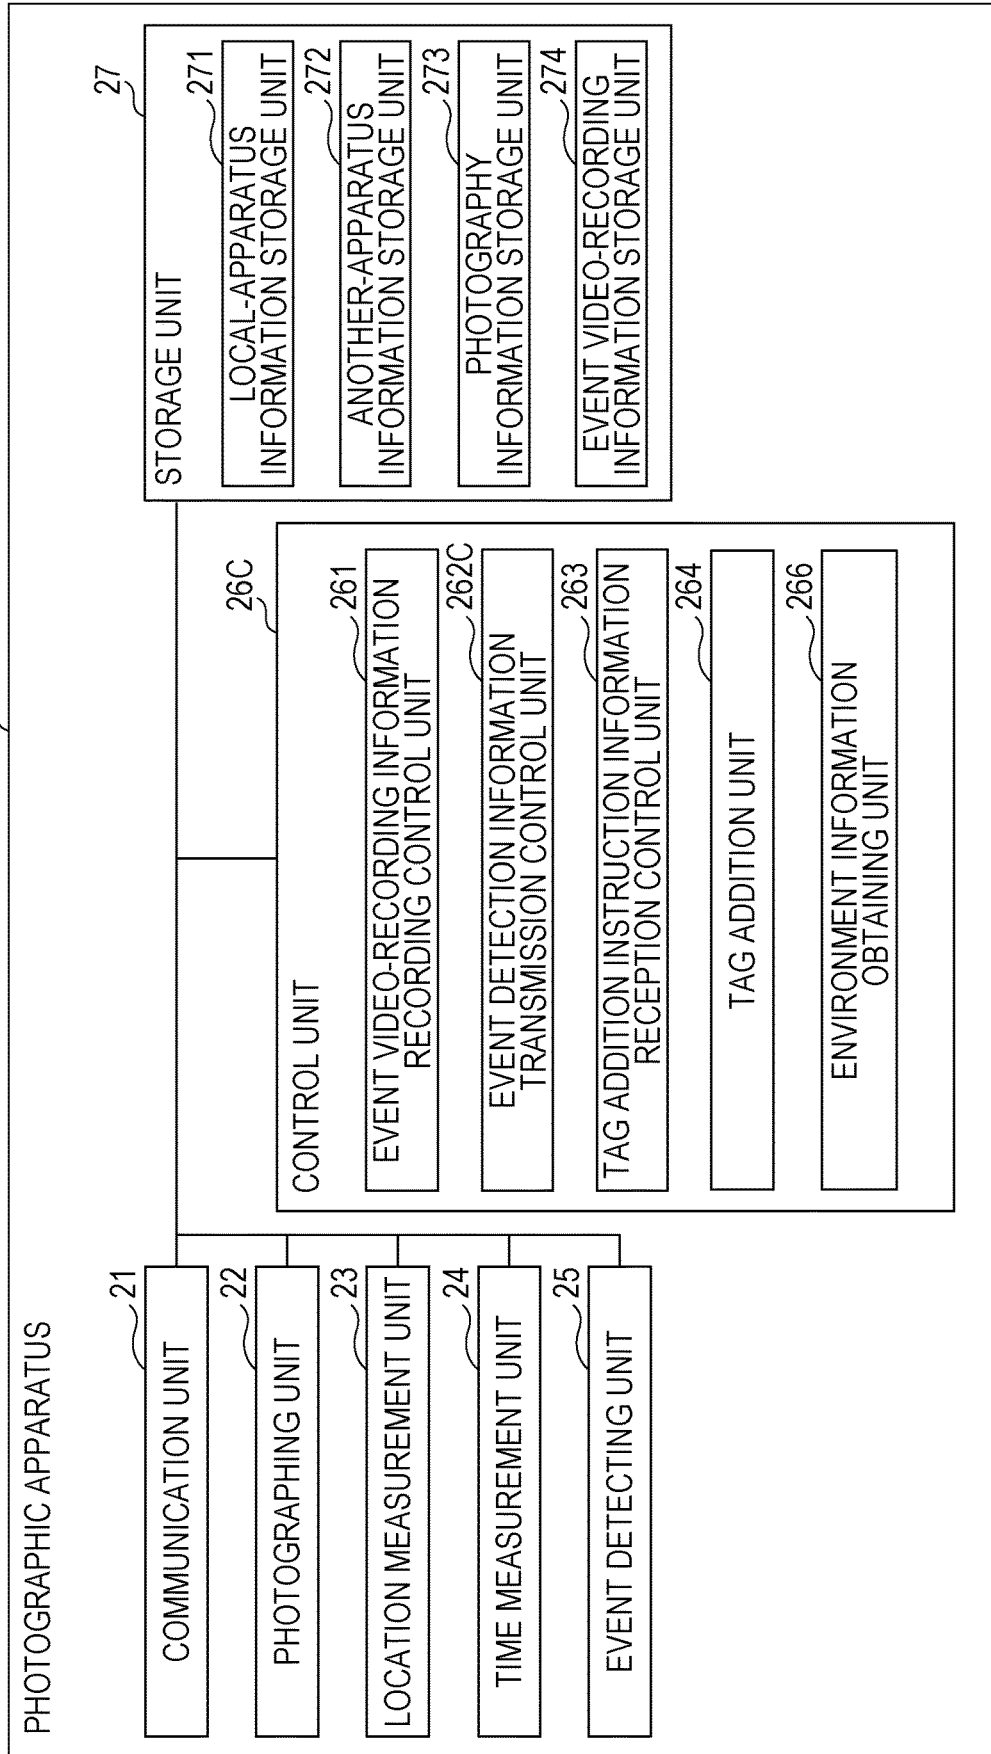 PHOTOGRAPHIC APPARATUS
21
COMMUNICATION UNIT
22
PHOTOGRAPHING UNIT
23
LOCATION MEASUREMENT UNIT
24
TIME MEASUREMENT UNIT
25
EVENT DETECTING UNIT
26C
CONTROL UNIT
261
EVENT VIDEO-RECORDING INFORMATION
RECORDING CONTROL UNIT
262C
EVENT DETECTION INFORMATION
TRANSMISSION CONTROL UNIT
263
TAG ADDITION INSTRUCTION INFORMATION
RECEPTION CONTROL UNIT
264
TAG ADDITION UNIT
266
ENVIRONMENT INFORMATION
OBTAINING UNIT
27
STORAGE UNIT
271
LOCAL-APPARATUS
INFORMATION STORAGE UNIT
272
ANOTHER-APPARATUS
INFORMATION STORAGE UNIT
273
PHOTOGRAPHY
INFORMATION STORAGE UNIT
274
EVENT VIDEO-RECORDING
INFORMATION STORAGE UNIT